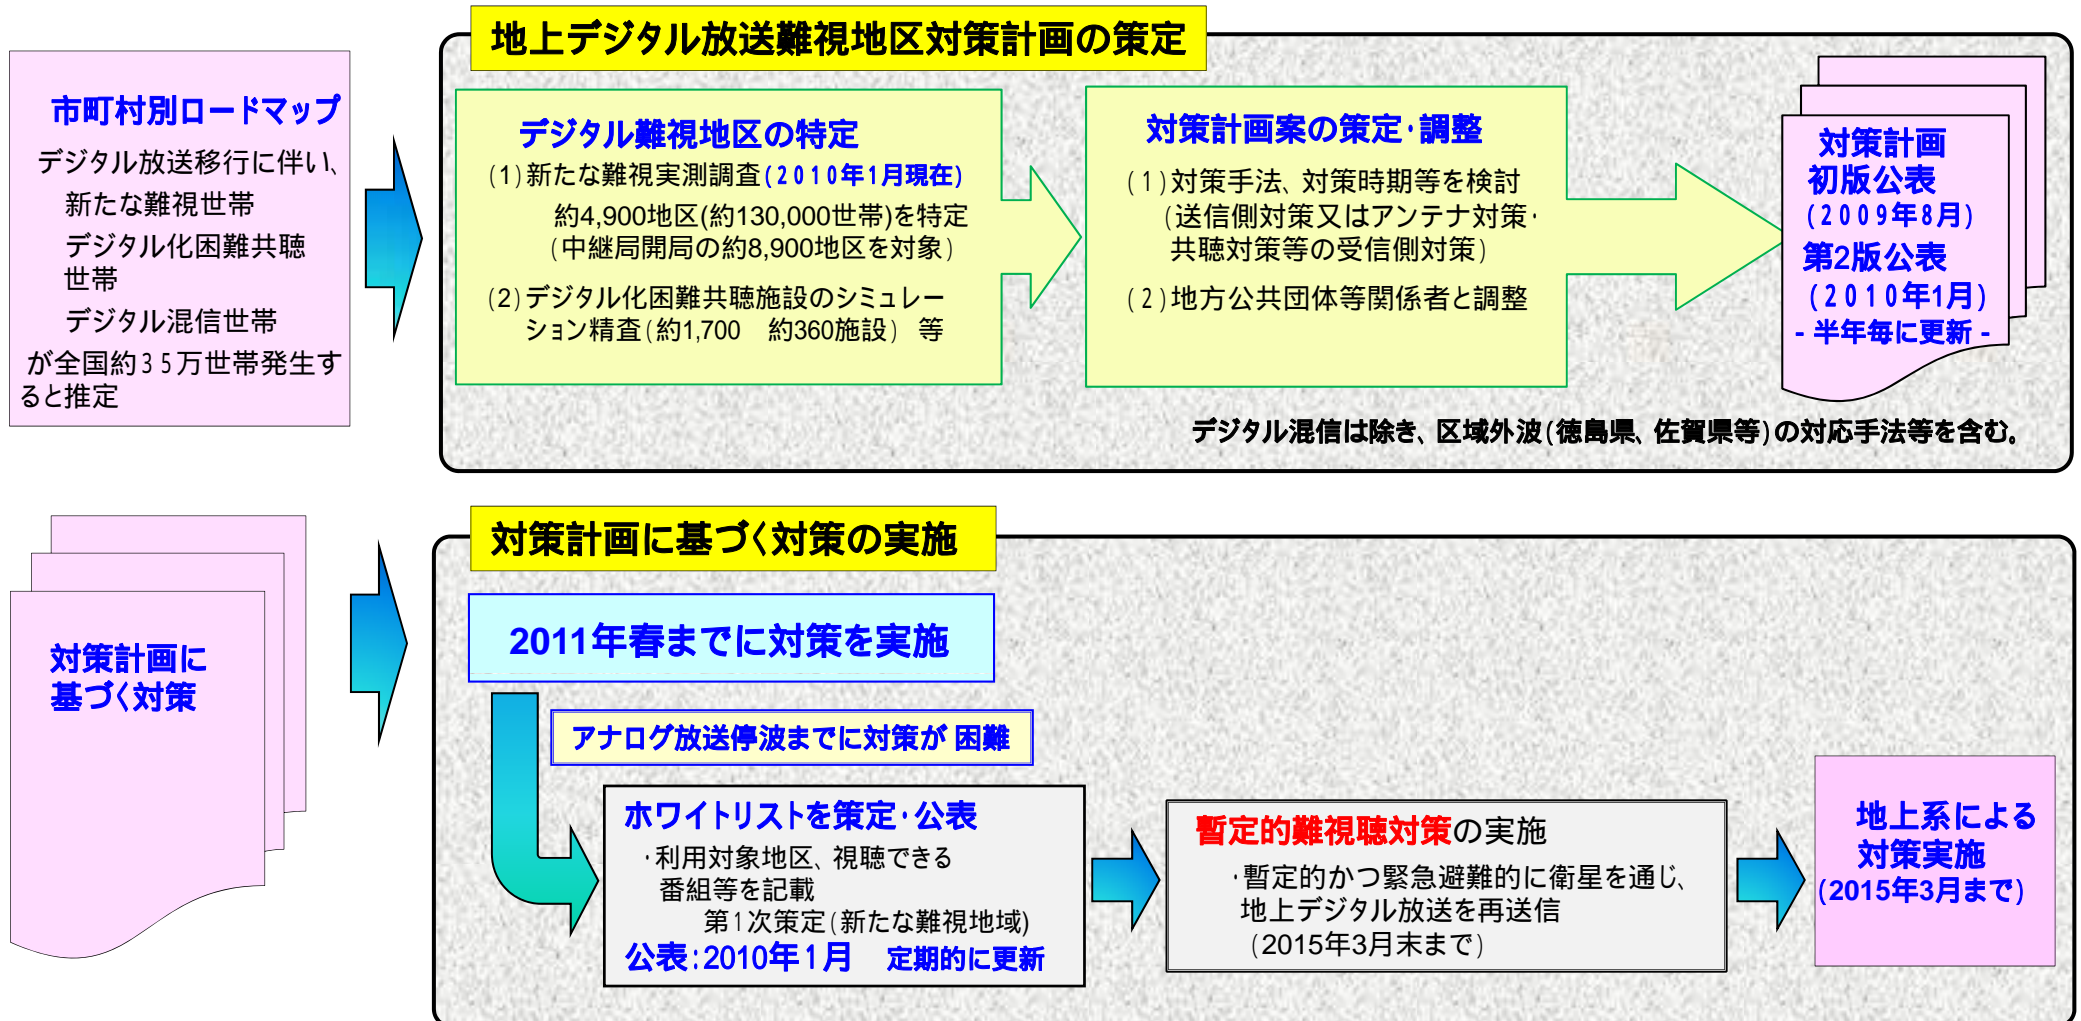 地上デジタル放送難視地区対策計画の策定
市町村別ロードマップ
デジタル放送移行に伴い、
新たな難視世帯
デジタル化困難共聴
世帯
デジタル混信世帯
が全国約35万世帯発生す
ると推定
デジタル難視地区の特定
(1)新たな難視実測調査(2010年1月現在)
約4,900地区(約130,000世帯)を特定
(中継局開局の約8,900地区を対象)
(2)デジタル化困難共聴施設のシミュレー
ション精査(約1,700　約360施設)　等
対策計画案の策定・調整
(1)対策手法、対策時期等を検討
(送信側対策又はアンテナ対策・
共聴対策等の受信側対策)
(2)地方公共団体等関係者と調整
対策計画
初版公表
(2009年8月)
第2版公表
(2010年1月)
- 半年毎に更新 -
デジタル混信は除き、区域外波(徳島県、佐賀県等)の対応手法等を含む。
対策計画に基づく対策の実施
対策計画に
基づく対策
2011年春までに対策を実施
アナログ放送停波までに対策が 困難
ホワイトリストを策定・公表
・利用対象地区、視聴できる
番組等を記載
第1次策定(新たな難視地域)
公表:2010年1月　定期的に更新
暫定的難視聴対策の実施
・暫定的かつ緊急避難的に衛星を通じ、
地上デジタル放送を再送信
(2015年3月末まで)
地上系による
対策実施
(2015年3月まで)